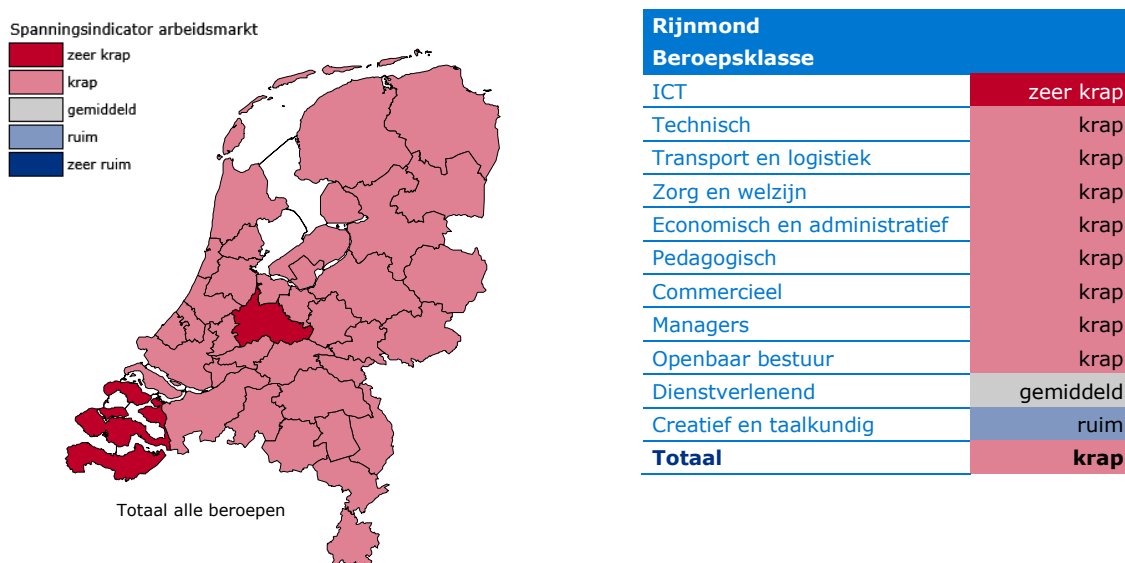 Spanningsindicator arbeidsmarkt
zeer krap
krap
gemiddeld
ruim
zeer ruim
Totaal alle beroepen
Rijnmond
Beroepsklasse
ICT zeer krap
Technisch krap
Transport en logistiek krap
Zorg en welzijn krap
Economisch en administratief krap
Pedagogisch krap
Commercieel krap
Managers krap
Openbaar bestuur krap
Dienstverlenend gemiddeld
Creatief en taalkundig ruim
Totaal krap